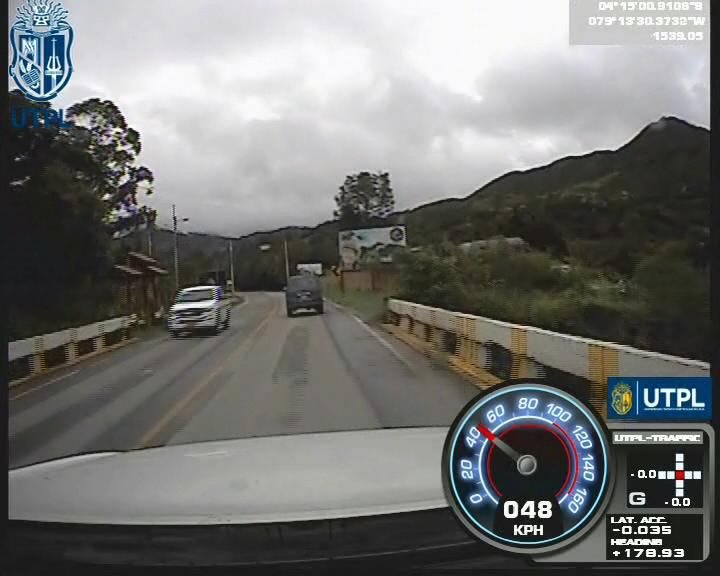 UTPL
04°15'00.9106"S
079°13'30.3732"W
1539.05
UTPL
UTPL-TRAFFIC
0 20 40 60 80 100 120 140 160
048
KPH
-0.0
G
-0.0
LAT. ACC.
-0.035
HEADING
+178.93